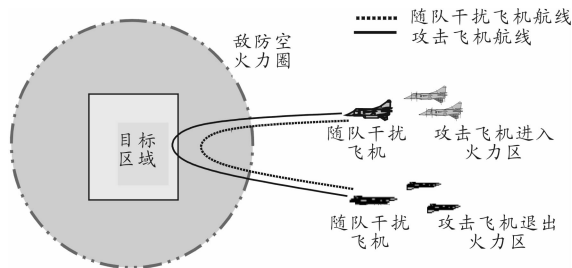 随队干扰飞机航线
攻击飞机航线
敌防空
火力圈
目标
区域
随队干扰
飞机
攻击飞机进入
火力区
随队干扰
飞机
攻击飞机退出
火力区